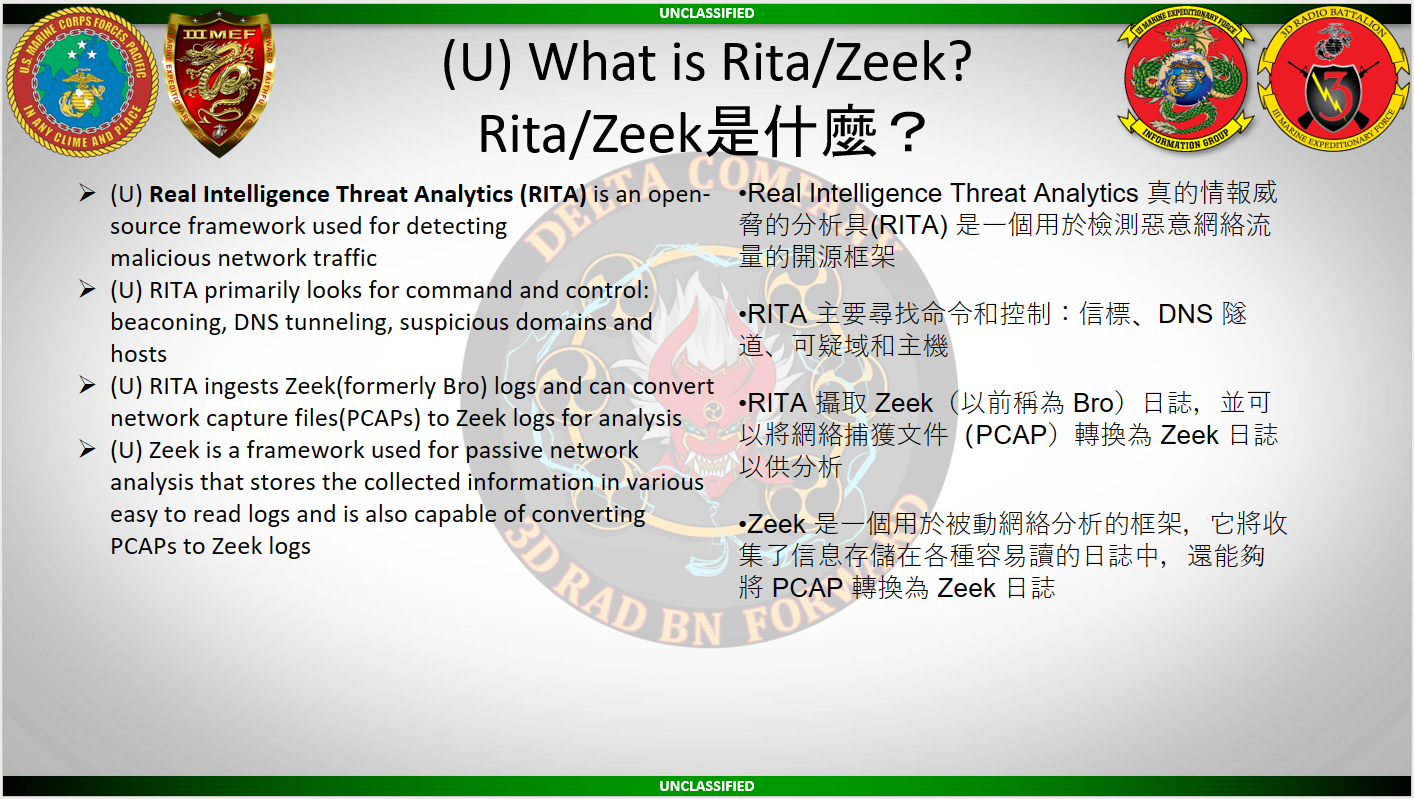 UNCLASSIFIED
U.S. MARINE CORPS FORCES PACIFIC
IN ANY CLIME AND PLACE
III MEF
III MARINE EXPEDITIONARY FORCE
INFORMATION GROUP
3D RADIO BATTALION
3
III MARINE EXPEDITIONARY FORCE
(U) What is Rita/Zeek?
Rita/Zeek是什麼？
➢ (U) Real Intelligence Threat Analytics (RITA) is an open-
source framework used for detecting
malicious network traffic
➢ (U) RITA primarily looks for command and control:
beaconing, DNS tunneling, suspicious domains and
hosts
➢ (U) RITA ingests Zeek(formerly Bro) logs and can convert
network capture files(PCAPs) to Zeek logs for analysis
➢ (U) Zeek is a framework used for passive network
analysis that stores the collected information in various
easy to read logs and is also capable of converting
PCAPs to Zeek logs
•Real Intelligence Threat Analytics 真的情報威
脅的分析具(RITA) 是一個用於檢測惡意網絡流
量的開源框架
•RITA 主要尋找命令和控制：信標、DNS 隧
道、可疑域和主機
•RITA 攝取 Zeek（以前稱為 Bro）日誌，並可
以將網絡捕獲文件（PCAP）轉換為 Zeek 日誌
以供分析
•Zeek 是一個用於被動網絡分析的框架，它將收
集了信息存儲在各種容易讀的日誌中，還能夠
將 PCAP 轉換為 Zeek 日誌
DELTA COMPANY
3D RAD BN FORWARD
UNCLASSIFIED